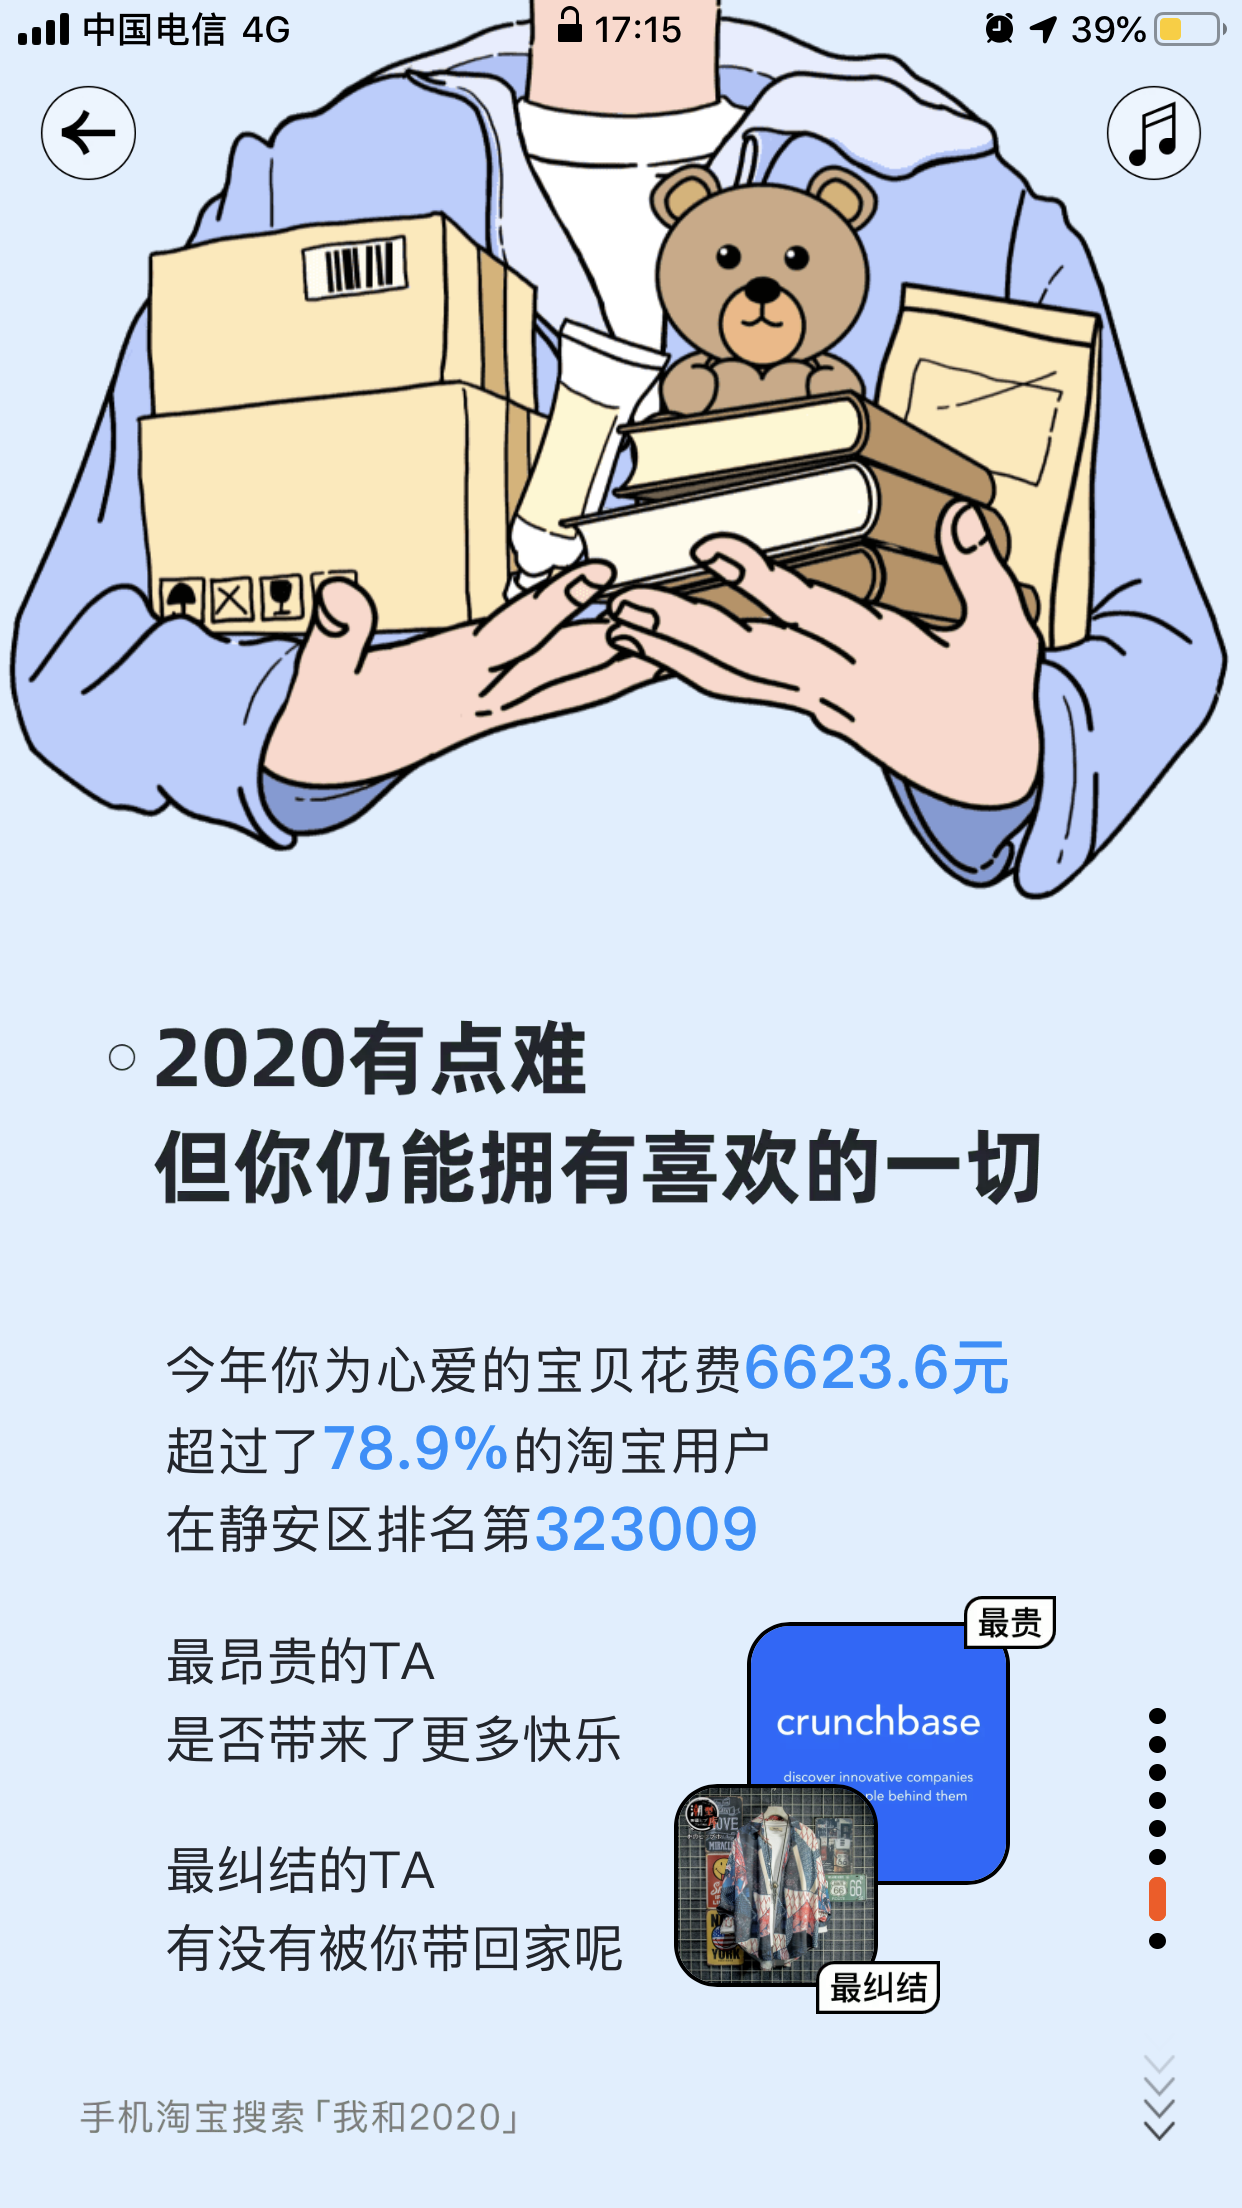 中国电信 4G 17:15 39%
2020有点难
但你仍能拥有喜欢的一切
今年你为心爱的宝贝花费6623.6元
超过了78.9%的淘宝用户
在静安区排名第323009
最贵
最昂贵的TA
是否带来了更多快乐
crunchbase
discover innovative companies
ple behind them
最纠结的TA
有没有被你带回家呢
最纠结
手机淘宝搜索「我和2020」